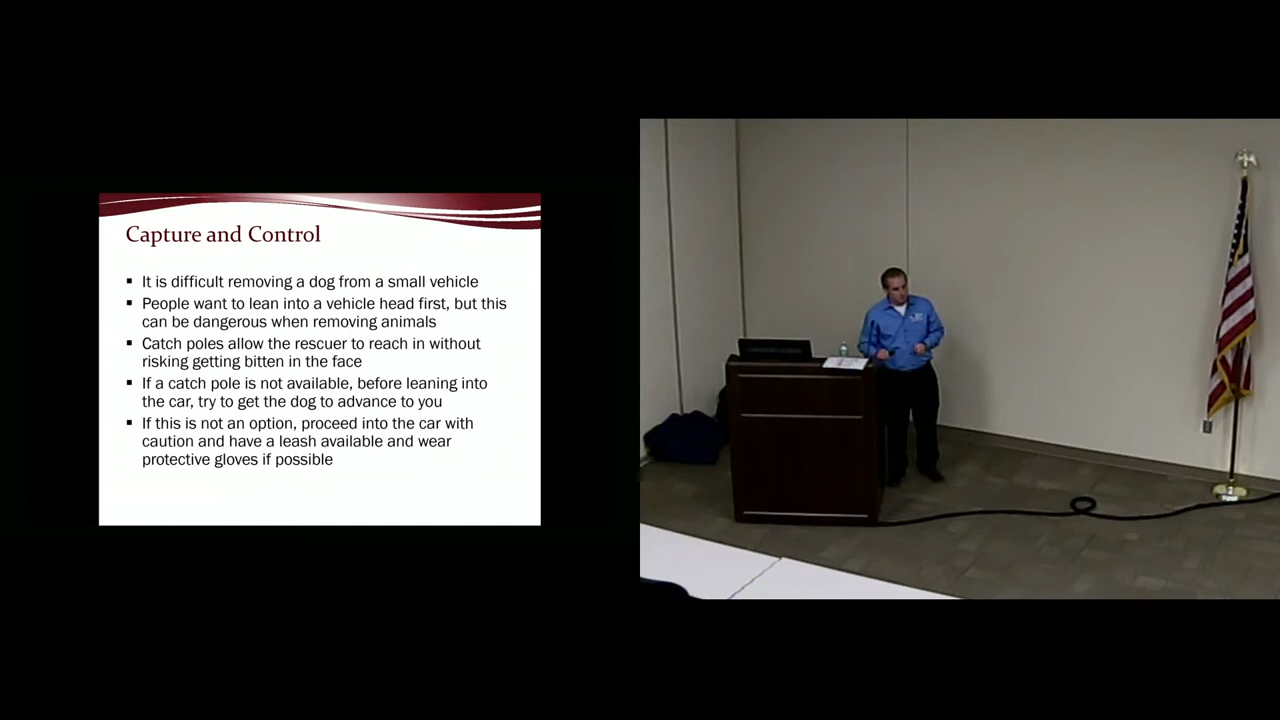 Capture and Control
It is difficult removing a dog from a small vehicle
People want to lean into a vehicle head first, but this
can be dangerous when removing animals
Catch poles allow the rescuer to reach in without
risking getting bitten in the face
If a catch pole is not available, before leaning into
the car, try to get the dog to advance to you
If this is not an option, proceed into the car with
caution and have a leash available and wear
protective gloves if possible